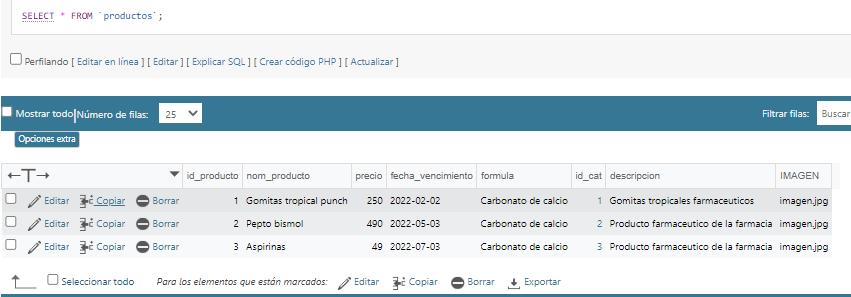 SELECT * FROM `productos`;
Perfilando [ Editar en línea ] [ Editar ] [ Explicar SQL ] [ Crear código PHP ] [ Actualizar ]
Mostrar todo Número de filas: 25 Filtrar filas: Buscar
Opciones extra
id_producto nom_producto precio fecha_vencimiento formula id_cat descripcion IMAGEN
Editar Copiar Borrar 1 Gomitas tropical punch 250 2022-02-02 Carbonato de calcio 1 Gomitas tropicales farmaceuticos imagen.jpg
Editar Copiar Borrar 2 Pepto bismol 490 2022-05-03 Carbonato de calcio 2 Producto farmaceutico de la farmacia imagen.jpg
Editar Copiar Borrar 3 Aspirinas 49 2022-07-03 Carbonato de calcio 3 Producto farmaceutico de la farmacia imagen.jpg
Seleccionar todo Para los elementos que están marcados: Editar Copiar Borrar Exportar